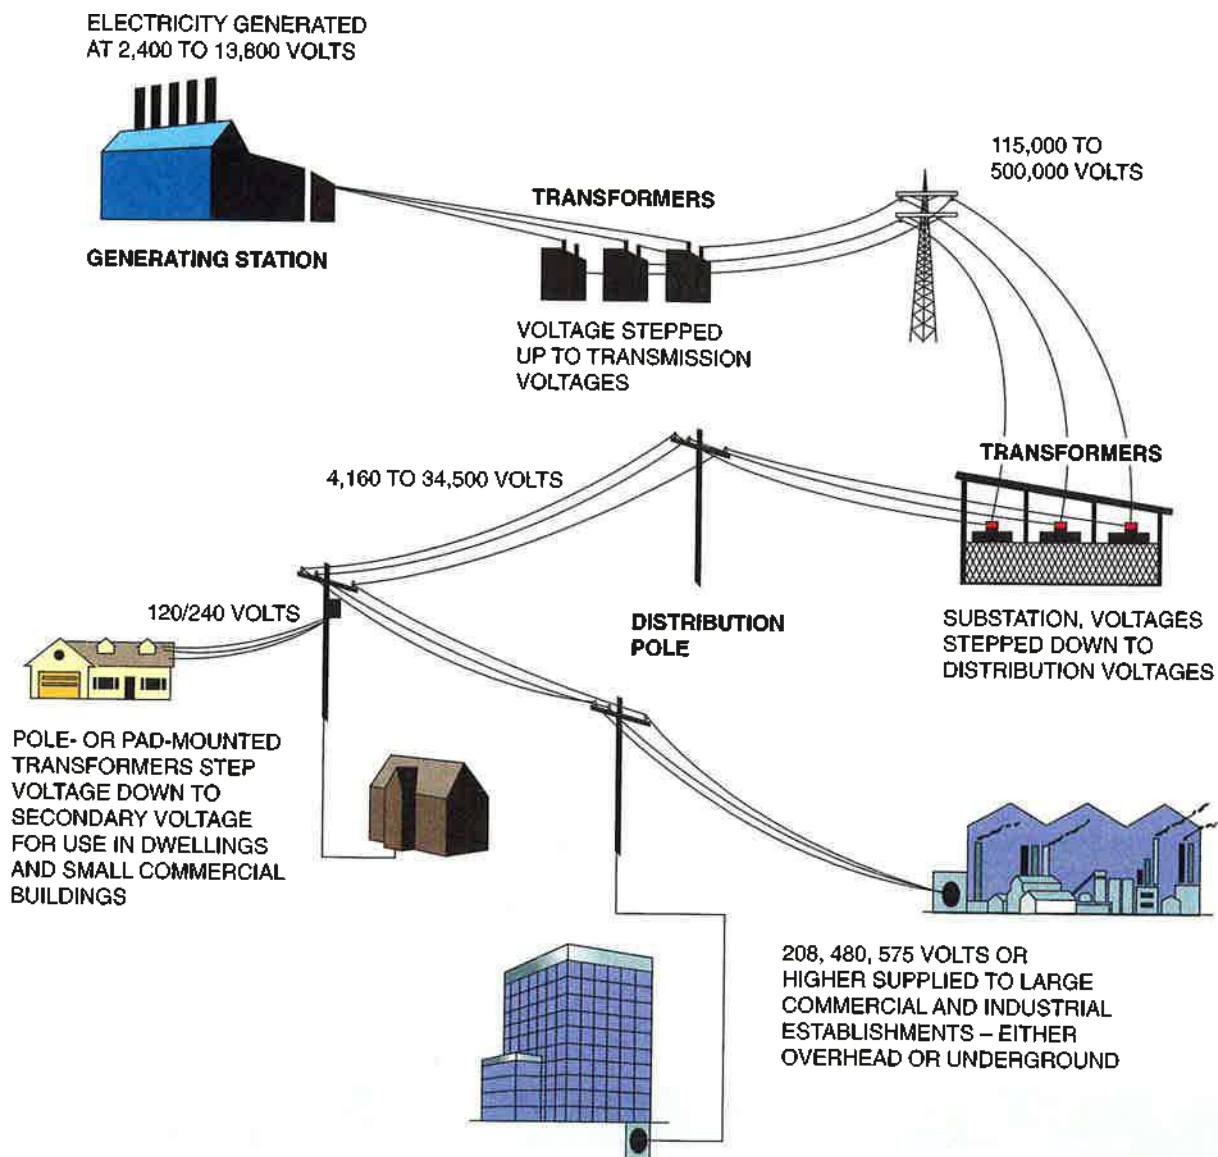 ELECTRICITY GENERATED
AT 2,400 TO 13,800 VOLTS
115,000 TO
500,000 VOLTS
TRANSFORMERS
GENERATING STATION
VOLTAGE STEPPED
UP TO TRANSMISSION
VOLTAGES
TRANSFORMERS
4,160 TO 34,500 VOLTS
120/240 VOLTS
DISTRIBUTION
POLE
SUBSTATION, VOLTAGES
STEPPED DOWN TO
DISTRIBUTION VOLTAGES
POLE- OR PAD-MOUNTED
TRANSFORMERS STEP
VOLTAGE DOWN TO
SECONDARY VOLTAGE
FOR USE IN DWELLINGS
AND SMALL COMMERCIAL
BUILDINGS
208, 480, 575 VOLTS OR
HIGHER SUPPLIED TO LARGE
COMMERCIAL AND INDUSTRIAL
ESTABLISHMENTS – EITHER
OVERHEAD OR UNDERGROUND